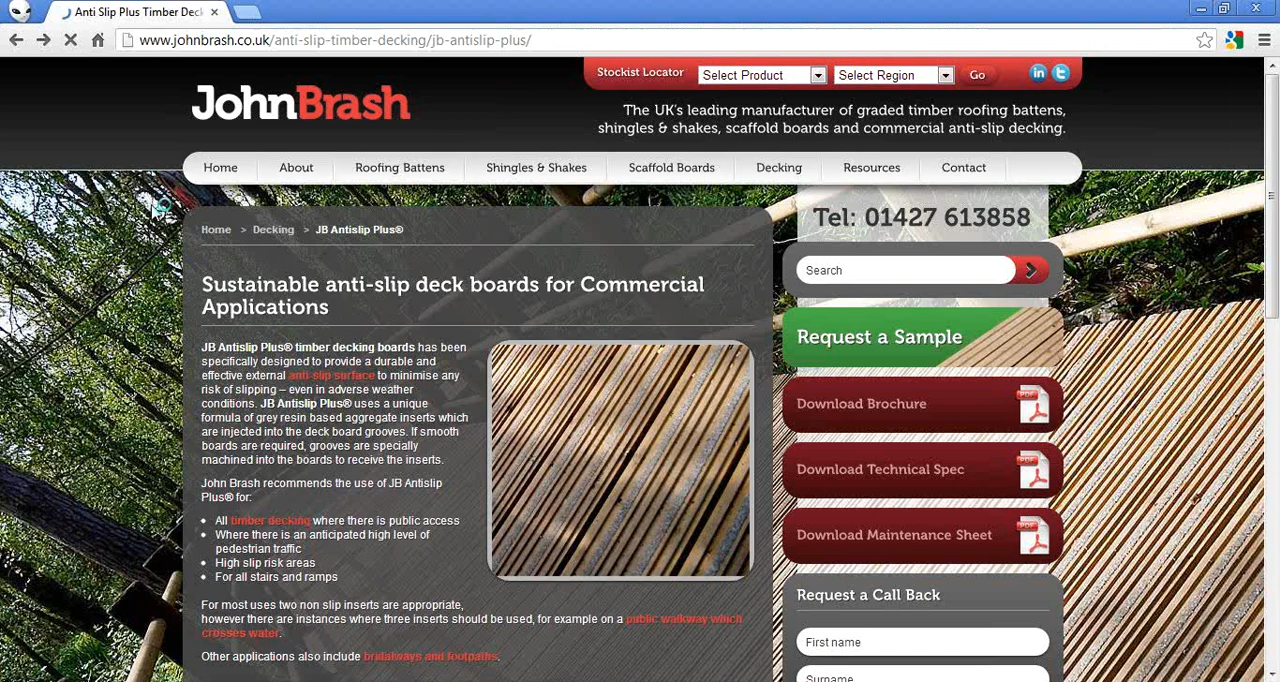 Anti Slip Plus Timber Deck
www.johnbrash.co.uk/anti-slip-timber-decking/jb-antislip-plus/
Stockist Locator
Select Product
Select Region
Go
JohnBrash
The UK's leading manufacturer of graded timber roofing battens,
shingles & shakes, scaffold boards and commercial anti-slip decking.
Home
About
Roofing Battens
Shingles & Shakes
Scaffold Boards
Decking
Resources
Contact
Tel: 01427 613858
Home > Decking > JB Antislip Plus®
Search
Sustainable anti-slip deck boards for Commercial
Applications
JB Antislip Plus® timber decking boards has been
specifically designed to provide a durable and
effective external anti-slip surface to minimise any
risk of slipping – even in adverse weather
conditions. JB Antislip Plus® uses a unique
formula of grey resin based aggregate inserts which
are injected into the deck board grooves. If smooth
boards are required, grooves are specially
machined into the boards to receive the inserts.
John Brash recommends the use of JB Antislip
Plus® for:
• All timber decking where there is public access
• Where there is an anticipated high level of
pedestrian traffic
• High slip risk areas
• For all stairs and ramps
For most uses two non slip inserts are appropriate,
however there are instances where three inserts should be used, for example on a public walkway which
crosses water.
Other applications also include bridalways and footpaths.
Request a Sample
Download Brochure
PDF
Download Technical Spec
PDF
Download Maintenance Sheet
PDF
Request a Call Back
First name
Surname